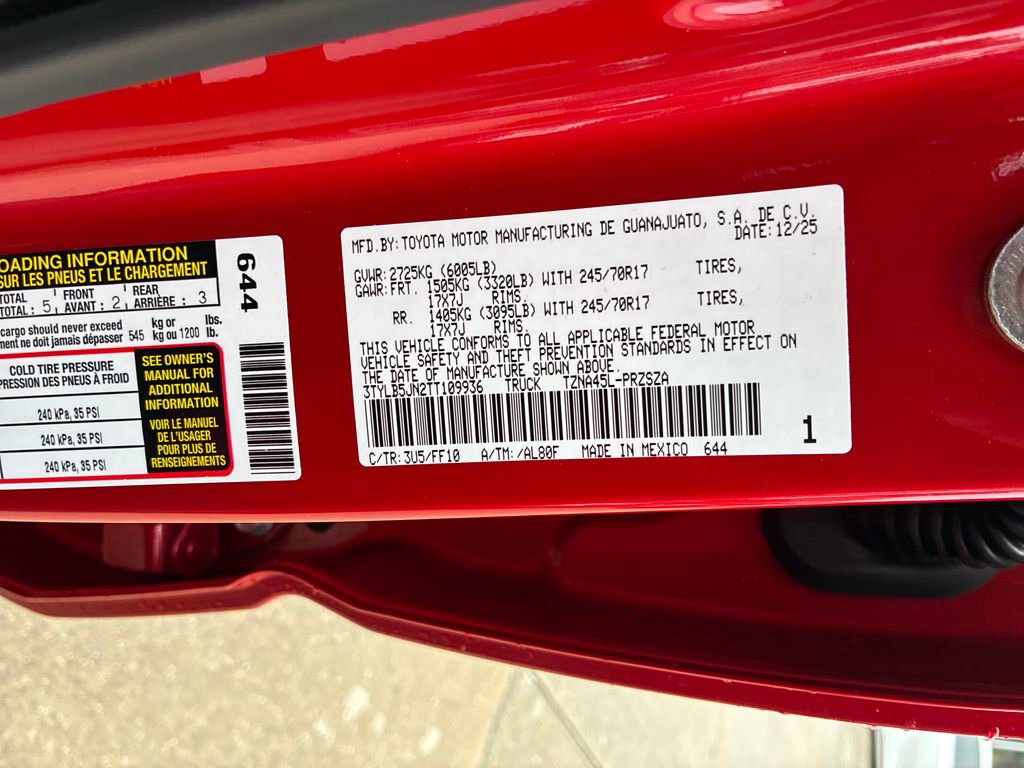 OADING INFORMATION
SUR LES PNEUS ET LE CHARGEMENT
TOTAL FRONT REAR
TOTAL : 5 AVANT : 2 ARRIÈRE : 3
cargo should never exceed kg or lbs.
ment ne doit jamais dépasser 545 kg ou 1200 lb.
COLD TIRE PRESSURE
PRESSION DES PNEUS À FROID
240 kPa, 35 PSI
240 kPa, 35 PSI
240 kPa, 35 PSI
SEE OWNER'S
MANUAL FOR
ADDITIONAL
INFORMATION
VOIR LE MANUEL
DE L'USAGER
POUR PLUS DE
RENSEIGNEMENTS
644
MFD.BY:TOYOTA MOTOR MANUFACTURING DE GUANAJUATO, S.A. DE C.V.
DATE:12/25
GVWR:2725KG (6005LB)
GAWR:FRT. 1505KG (3320LB) WITH 245/70R17 TIRES,
17X7J RIMS.
RR. 1405KG (3095LB) WITH 245/70R17 TIRES,
17X7J RIMS.
THIS VEHICLE CONFORMS TO ALL APPLICABLE FEDERAL MOTOR
VEHICLE SAFETY AND THEFT PREVENTION STANDARDS IN EFFECT ON
THE DATE OF MANUFACTURE SHOWN ABOVE.
3TYLB5JN2TT109936 TRUCK TZNA45L-PRZSZA
1
C/TR:3U5/FF10 A/TM:/AL80F MADE IN MEXICO 644